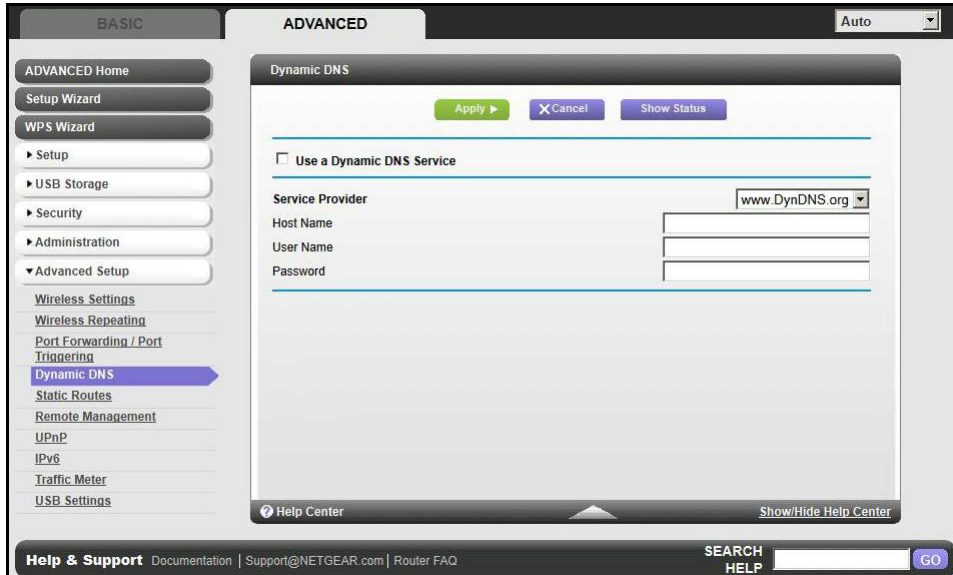 BASIC
ADVANCED
Auto
ADVANCED Home
Setup Wizard
WPS Wizard
Setup
USB Storage
Security
Administration
Advanced Setup
Wireless Settings
Wireless Repeating
Port Forwarding / Port
Triggering
Dynamic DNS
Static Routes
Remote Management
UPnP
IPv6
Traffic Meter
USB Settings
Dynamic DNS
Apply
X Cancel
Show Status
Use a Dynamic DNS Service
Service Provider www.DynDNS.org
Host Name
User Name
Password
? Help Center Show/Hide Help Center
Help & Support Documentation | Support@NETGEAR.com | Router FAQ
SEARCH
HELP
GO